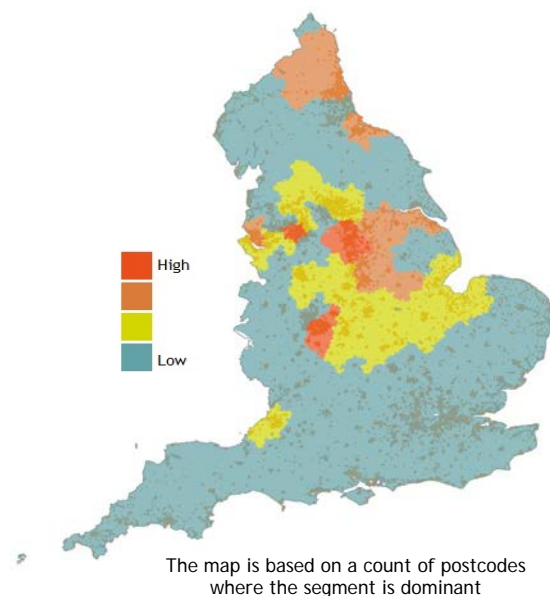 High
Low
The map is based on a count of postcodes
where the segment is dominant